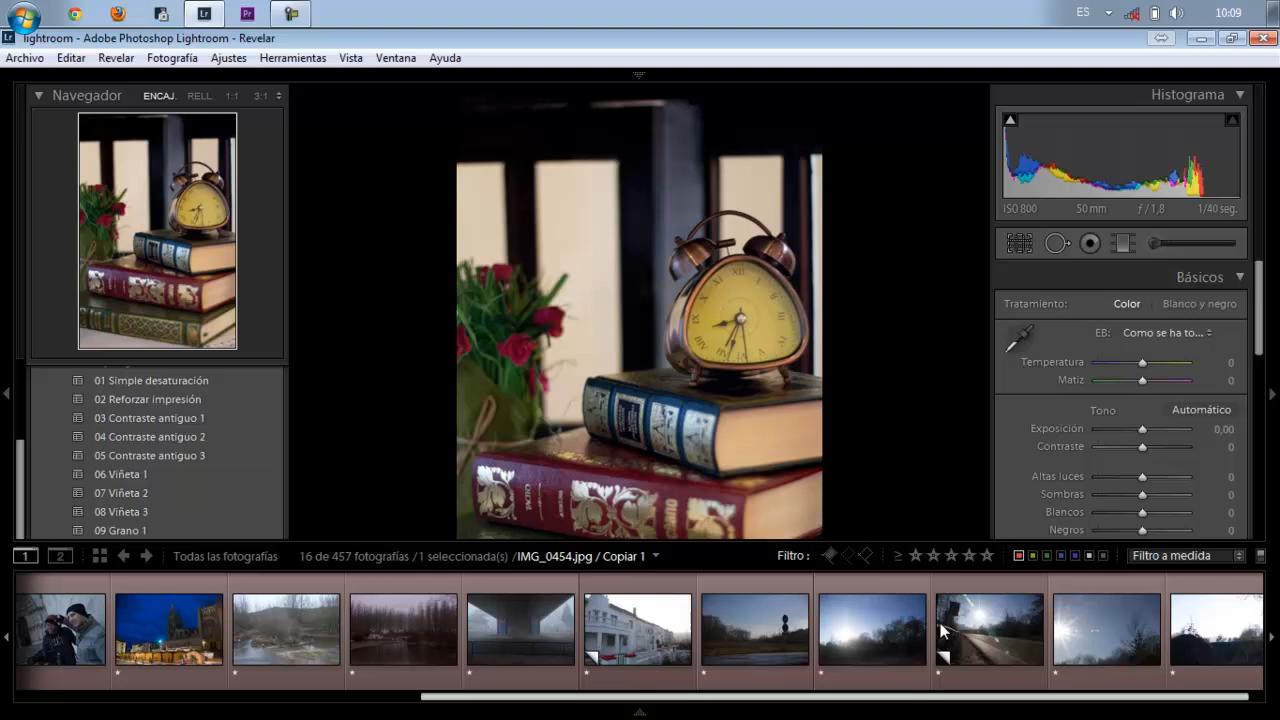 ES 10:09
lightroom - Adobe Photoshop Lightroom - Revelar
Archivo Editar Revelar Fotografía Ajustes Herramientas Vista Ventana Ayuda
Navegador ENCAJ. RELL. 1:1 3:1
01 Simple desaturación
02 Reforzar impresión
03 Contraste antiguo 1
04 Contraste antiguo 2
05 Contraste antiguo 3
06 Viñeta 1
07 Viñeta 2
08 Viñeta 3
09 Grano 1
Histograma
ISO 800 50 mm ƒ / 1,8 1/40 seg.
Básicos
Tratamiento: Color Blanco y negro
EB: Como se ha to...
Temperatura 0
Matiz 0
Tono Automático
Exposición 0,00
Contraste 0
Altas luces 0
Sombras 0
Blancos 0
Negros 0
1 2 Todas las fotografías 16 de 457 fotografías /1 seleccionada(s) /IMG_0454.jpg / Copiar 1 Filtro : Filtro a medida